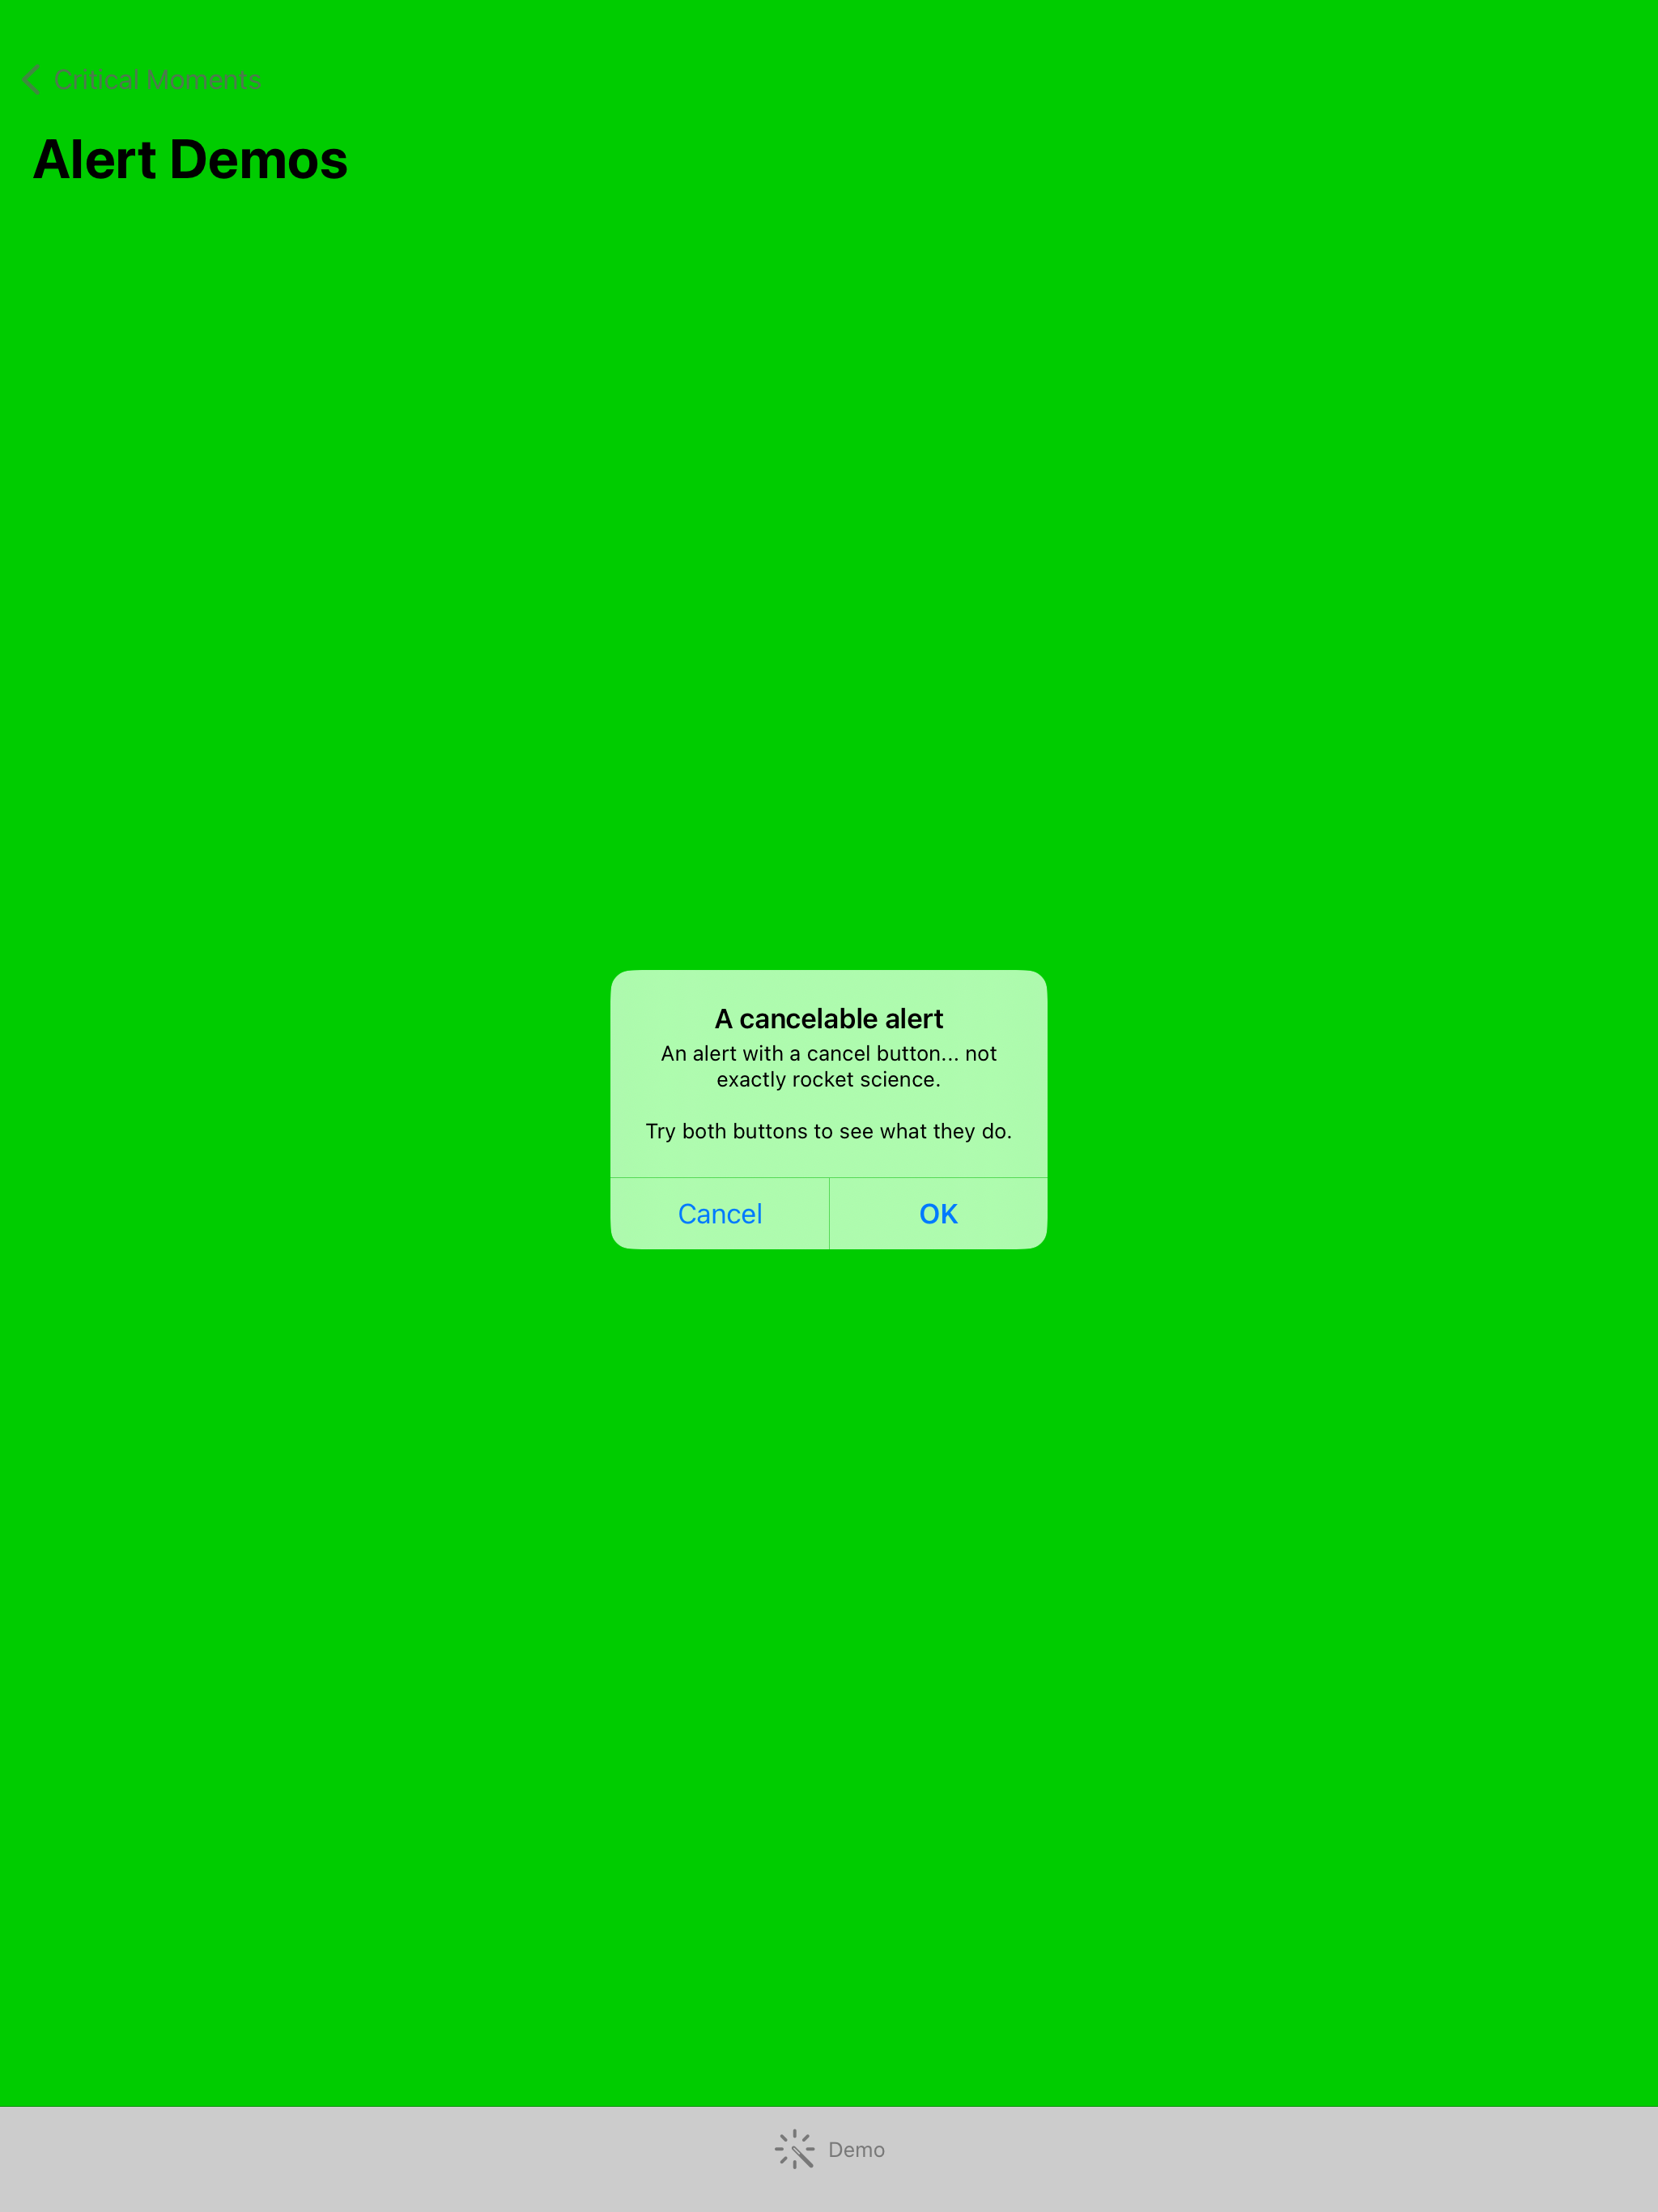 Critical Moments
Alert Demos
A cancelable alert
An alert with a cancel button... not
exactly rocket science.
Try both buttons to see what they do.
Cancel
OK
Demo